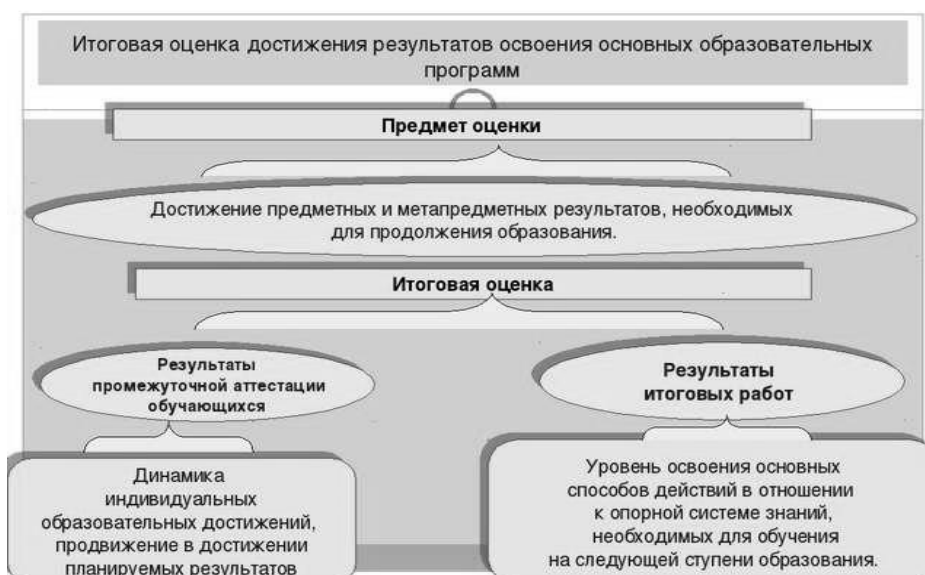 Итоговая оценка достижения результатов освоения основных образовательных
программ
Предмет оценки
Достижение предметных и метапредметных результатов, необходимых
для продолжения образования.
Итоговая оценка
Результаты
промежуточной аттестации
обучающихся
Динамика
индивидуальных
образовательных достижений,
продвижение в достижении
планируемых результатов
Результаты
итоговых работ
Уровень освоения основных
способов действий в отношении
к опорной системе знаний,
необходимых для обучения
на следующей ступени образования.